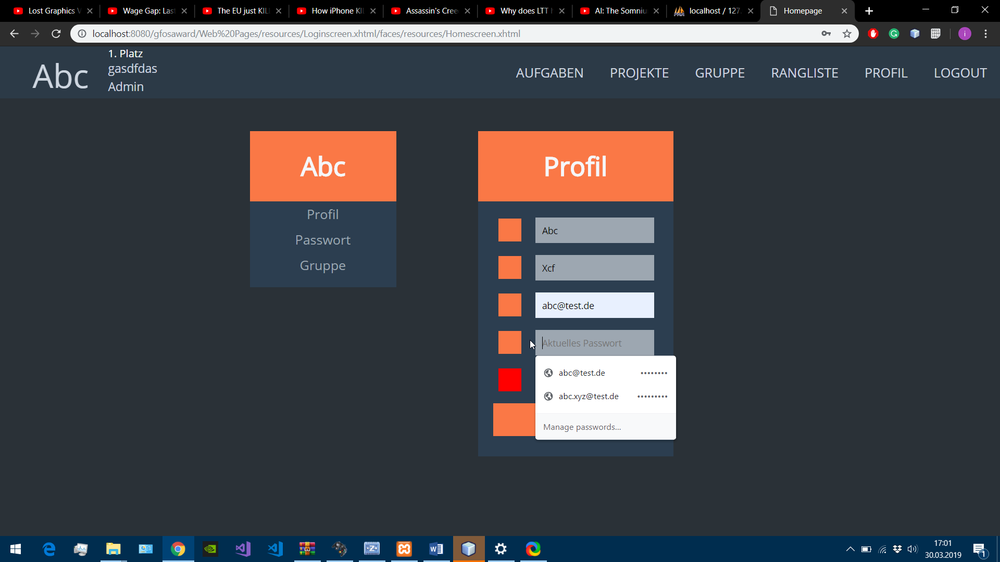 Lost Graphics V
Wage Gap: Las
The EU just KIL
How iPhone KI
Assassin's Cree
Why does LTT
AI: The Somniu
localhost / 127.
Homepage
localhost:8080/gfosaward/Web%20Pages/resources/Loginscreen.xhtml/faces/resources/Homescreen.xhtml
i
Abc
1. Platz
gasdfdas
Admin
AUFGABEN
PROJEKTE
GRUPPE
RANGLISTE
PROFIL
LOGOUT
Abc
Profil
Passwort
Gruppe
Profil
Abc
Xcf
abc@test.de
Aktuelles Passwort
abc@test.de ••••••••
abc.xyz@test.de •••••••••
Manage passwords...
17:01
30.03.2019
1